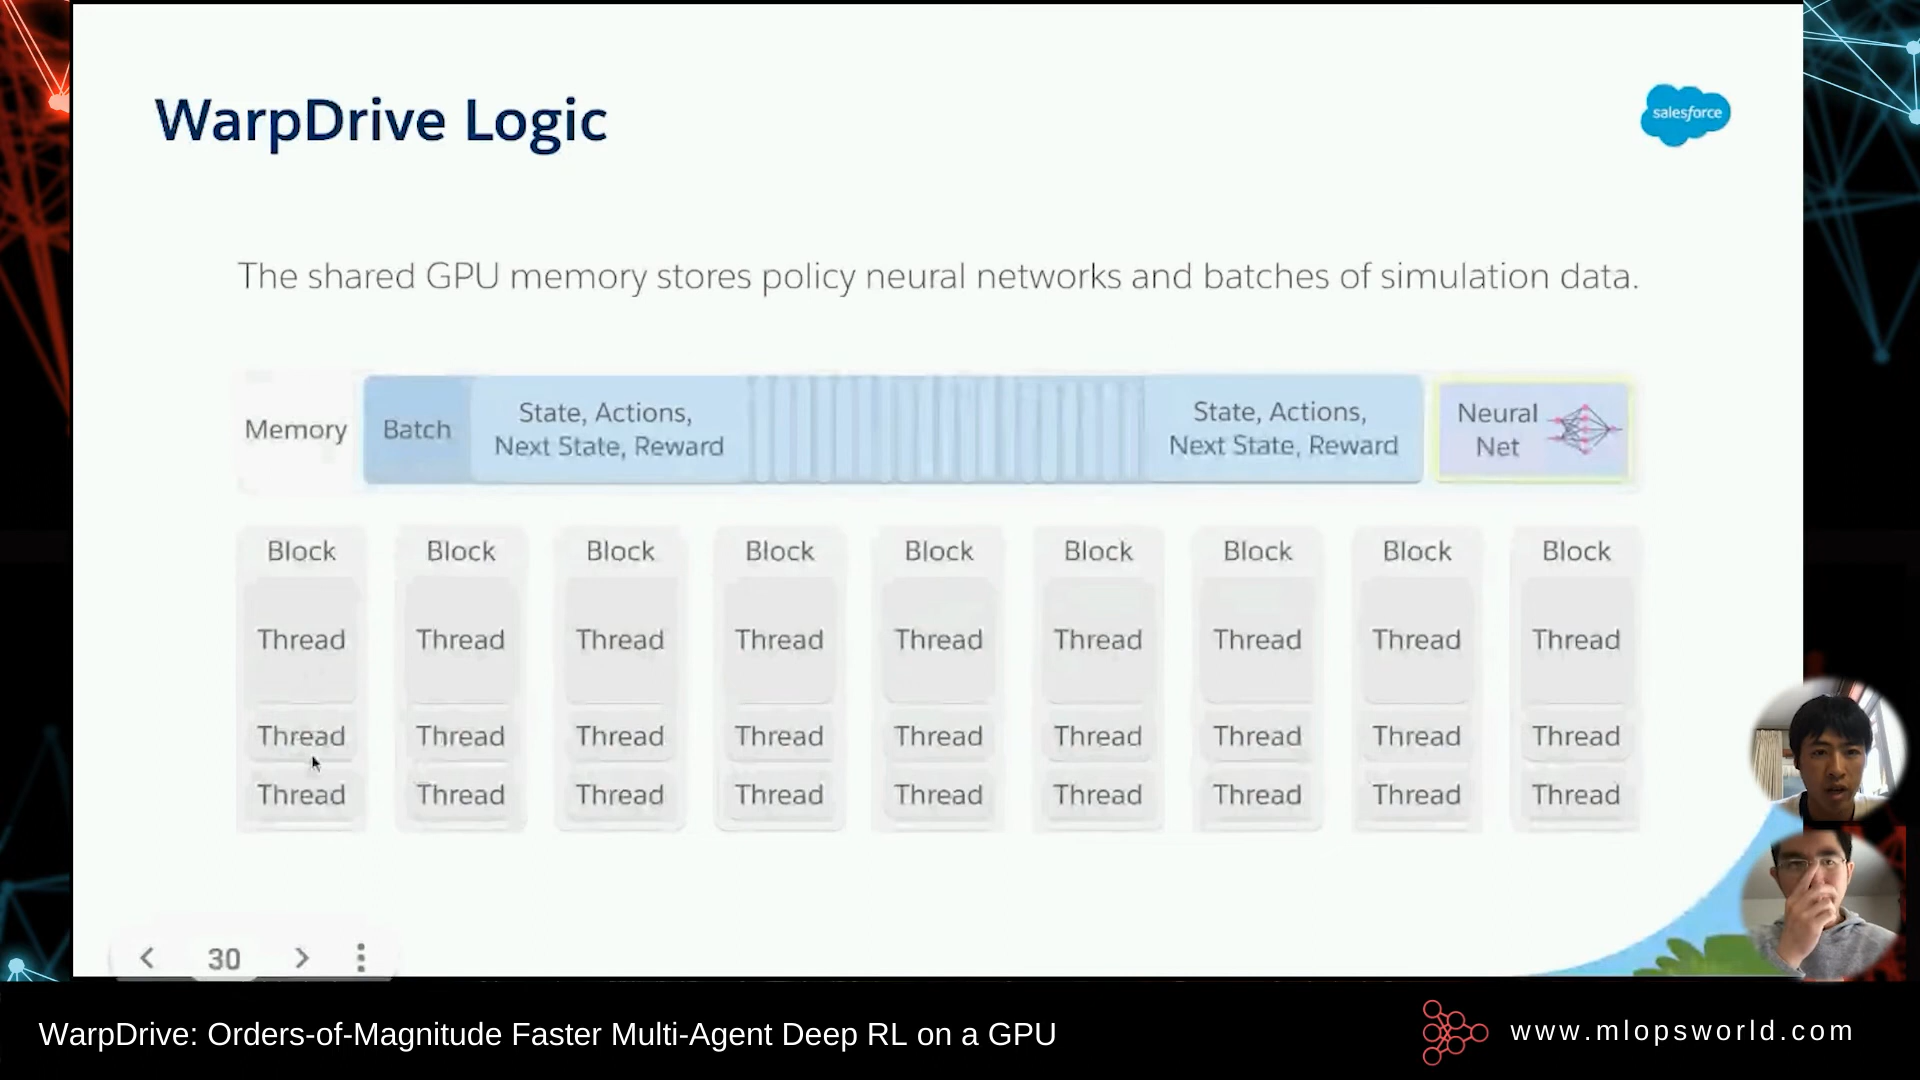 WarpDrive Logic
salesforce
The shared GPU memory stores policy neural networks and batches of simulation data.
Memory
Batch
State, Actions,
Next State, Reward
State, Actions,
Next State, Reward
Neural
Net
Block Block Block Block Block Block Block Block Block
Thread Thread Thread Thread Thread Thread Thread Thread Thread
Thread Thread Thread Thread Thread Thread Thread Thread Thread
Thread Thread Thread Thread Thread Thread Thread Thread Thread
30
WarpDrive: Orders-of-Magnitude Faster Multi-Agent Deep RL on a GPU
www.mlopsworld.com